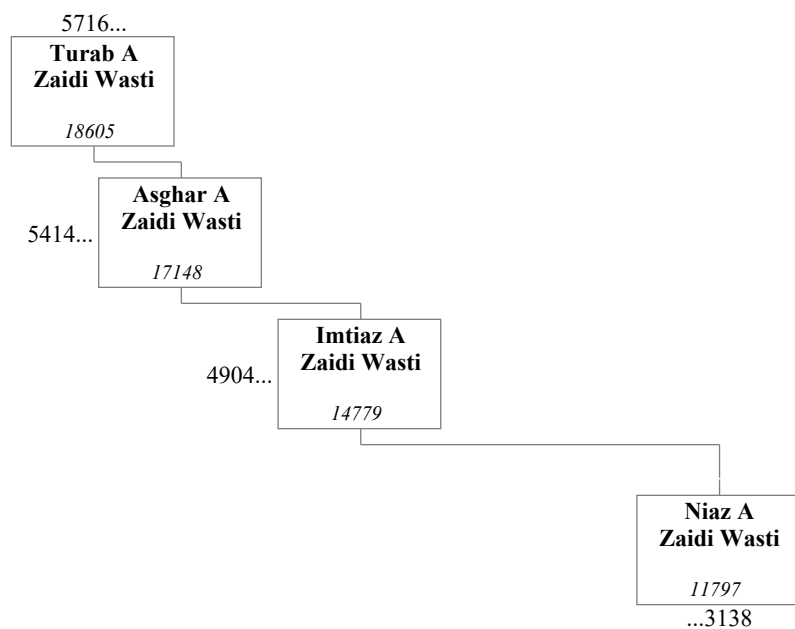 5716...
Turab A
Zaidi Wasti
18605
Asghar A
Zaidi Wasti
5414...
17148
Imtiaz A
Zaidi Wasti
4904...
14779
Niaz A
Zaidi Wasti
11797
...3138